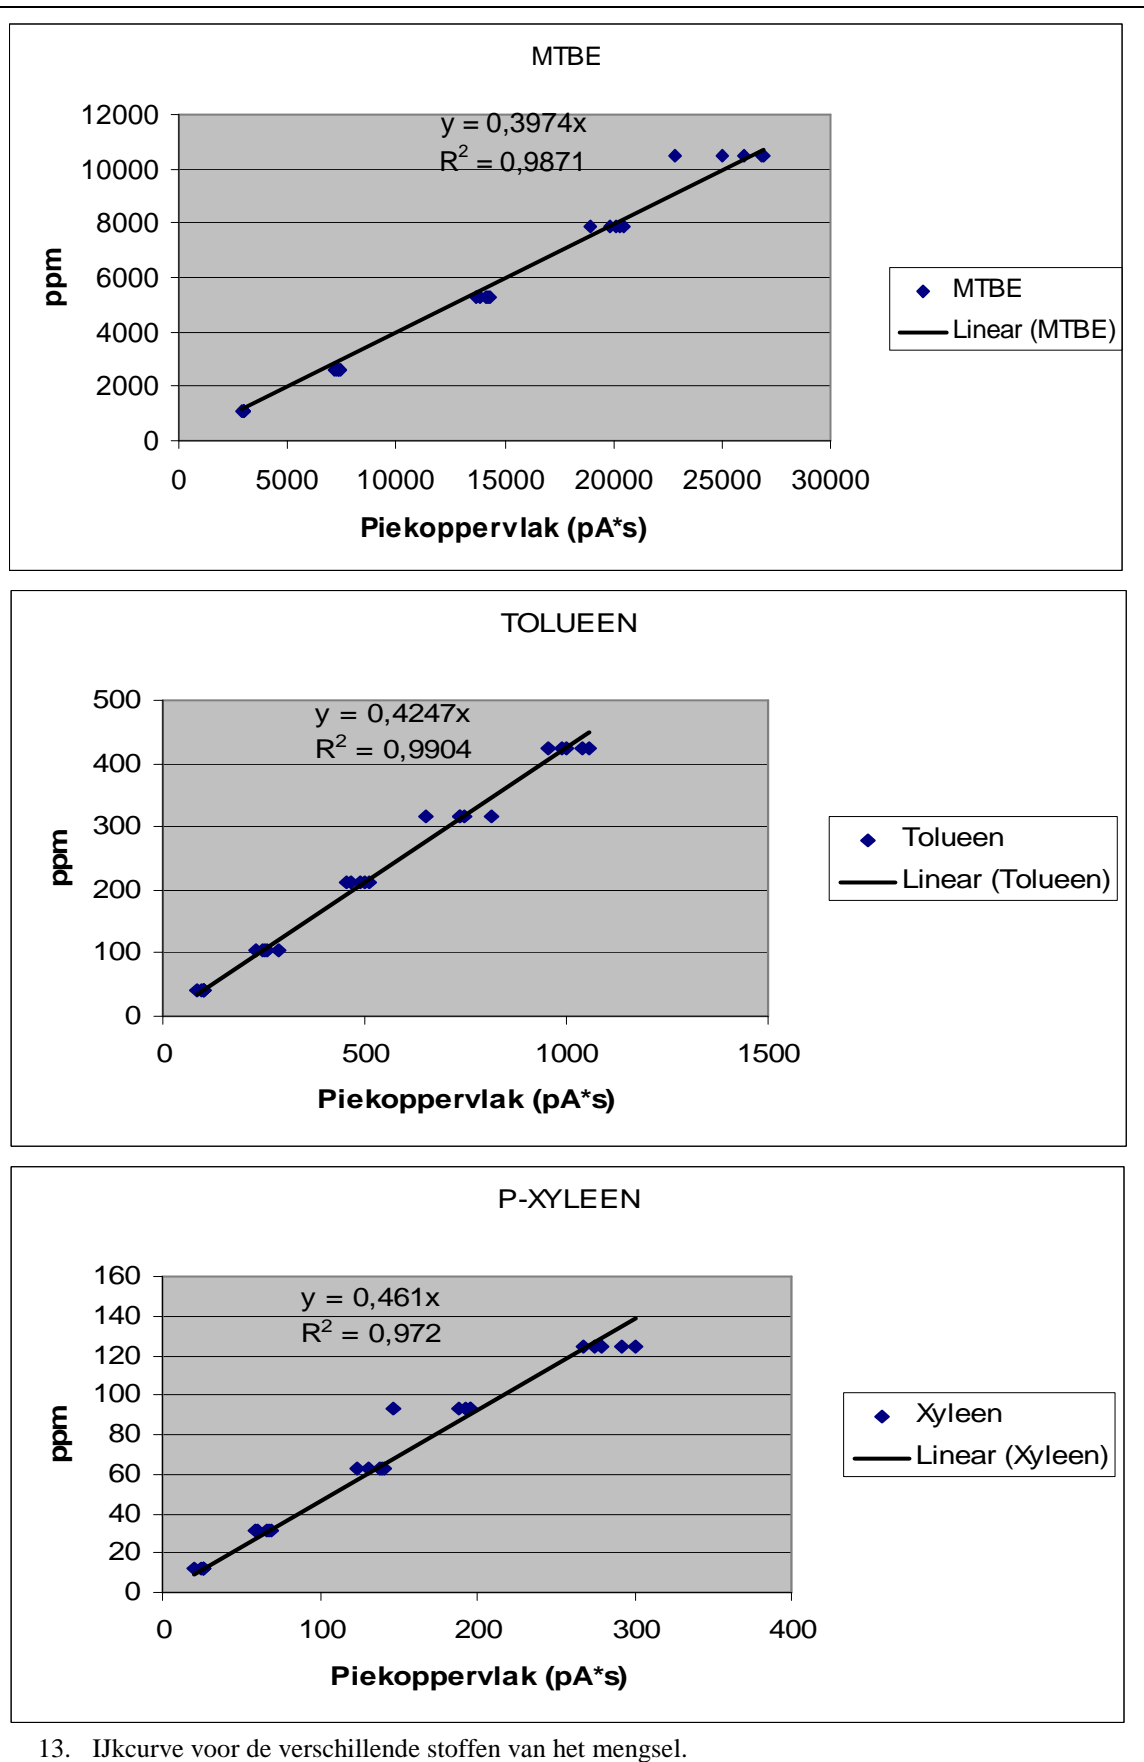 MTBE
y = 0,3974x
R² = 0,9871
12000
10000
8000
6000
4000
2000
0
ppm
0 5000 10000 15000 20000 25000 30000
Piekoppervlak (pA*s)
MTBE
Linear (MTBE)
TOLUEEN
y = 0,4247x
R² = 0,9904
500
400
300
200
100
0
ppm
0 500 1000 1500
Piekoppervlak (pA*s)
Tolueen
Linear (Tolueen)
P-XYLEEN
y = 0,461x
R² = 0,972
160
140
120
100
80
60
40
20
0
ppm
0 100 200 300 400
Piekoppervlak (pA*s)
Xyleen
Linear (Xyleen)
13. IJkcurve voor de verschillende stoffen van het mengsel.